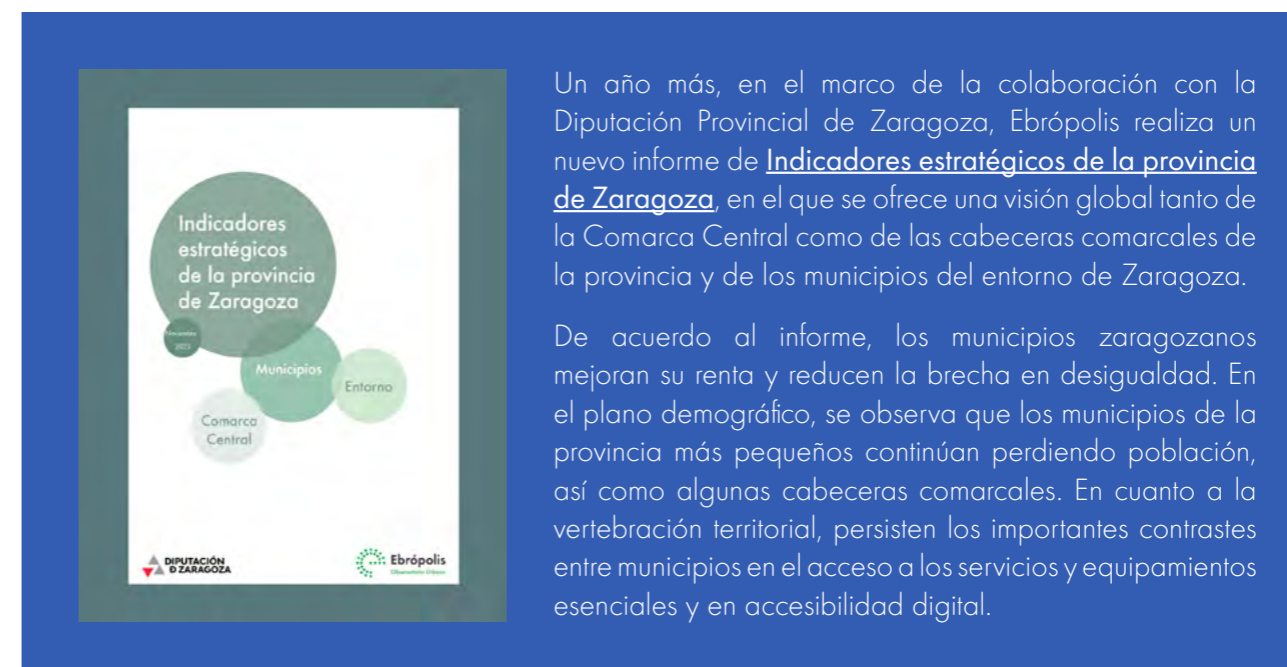 Indicadores
estratégicos
de la provincia
de Zaragoza
Municipios
Entorno
Comarca
Central
DIPUTACIÓN
D ZARAGOZA
Ebrópolis
Un año más, en el marco de la colaboración con la
Diputación Provincial de Zaragoza, Ebrópolis realiza un
nuevo informe de Indicadores estratégicos de la provincia
de Zaragoza, en el que se ofrece una visión global tanto de
la Comarca Central como de las cabeceras comarcales de
la provincia y de los municipios del entorno de Zaragoza.
De acuerdo al informe, los municipios zaragozanos
mejoran su renta y reducen la brecha en desigualdad. En
el plano demográfico, se observa que los municipios de la
provincia más pequeños continúan perdiendo población,
así como algunas cabeceras comarcales. En cuanto a la
vertebración territorial, persisten los importantes contrastes
entre municipios en el acceso a los servicios y equipamientos
esenciales y en accesibilidad digital.